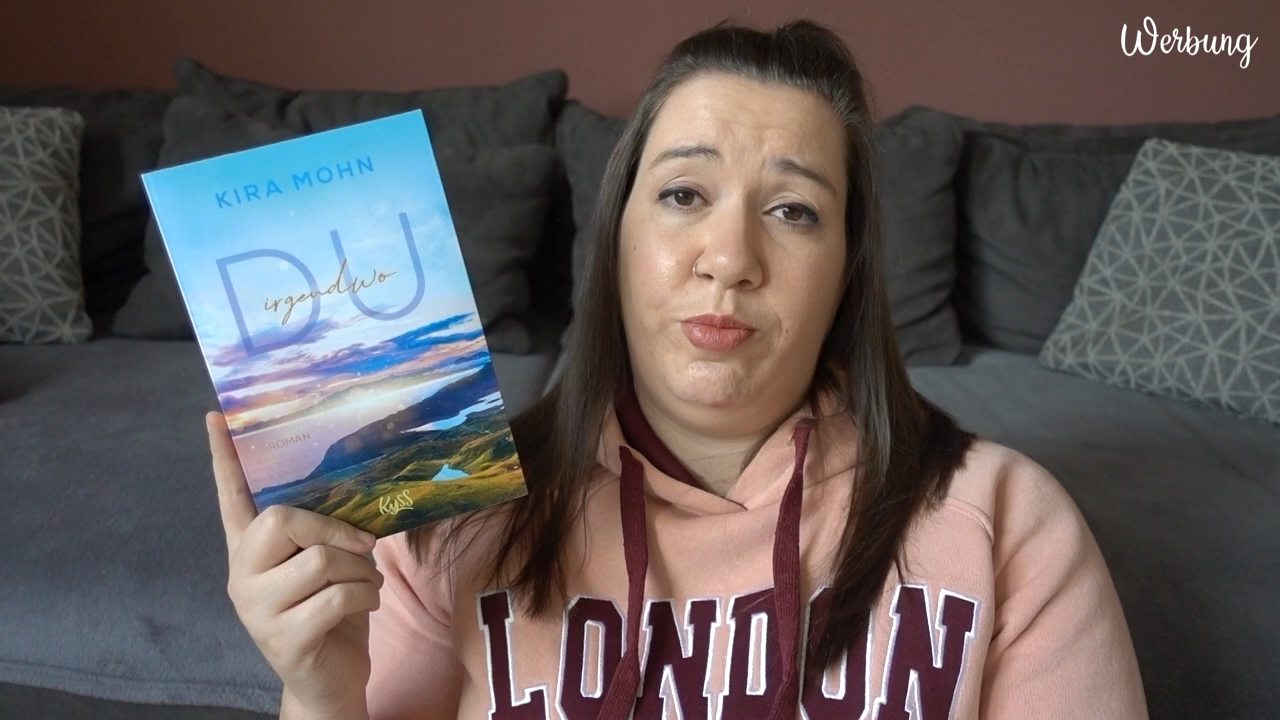 Werbung
KIRA MOHN
DU
irgendwo
ROMAN
Kyss
LONDON